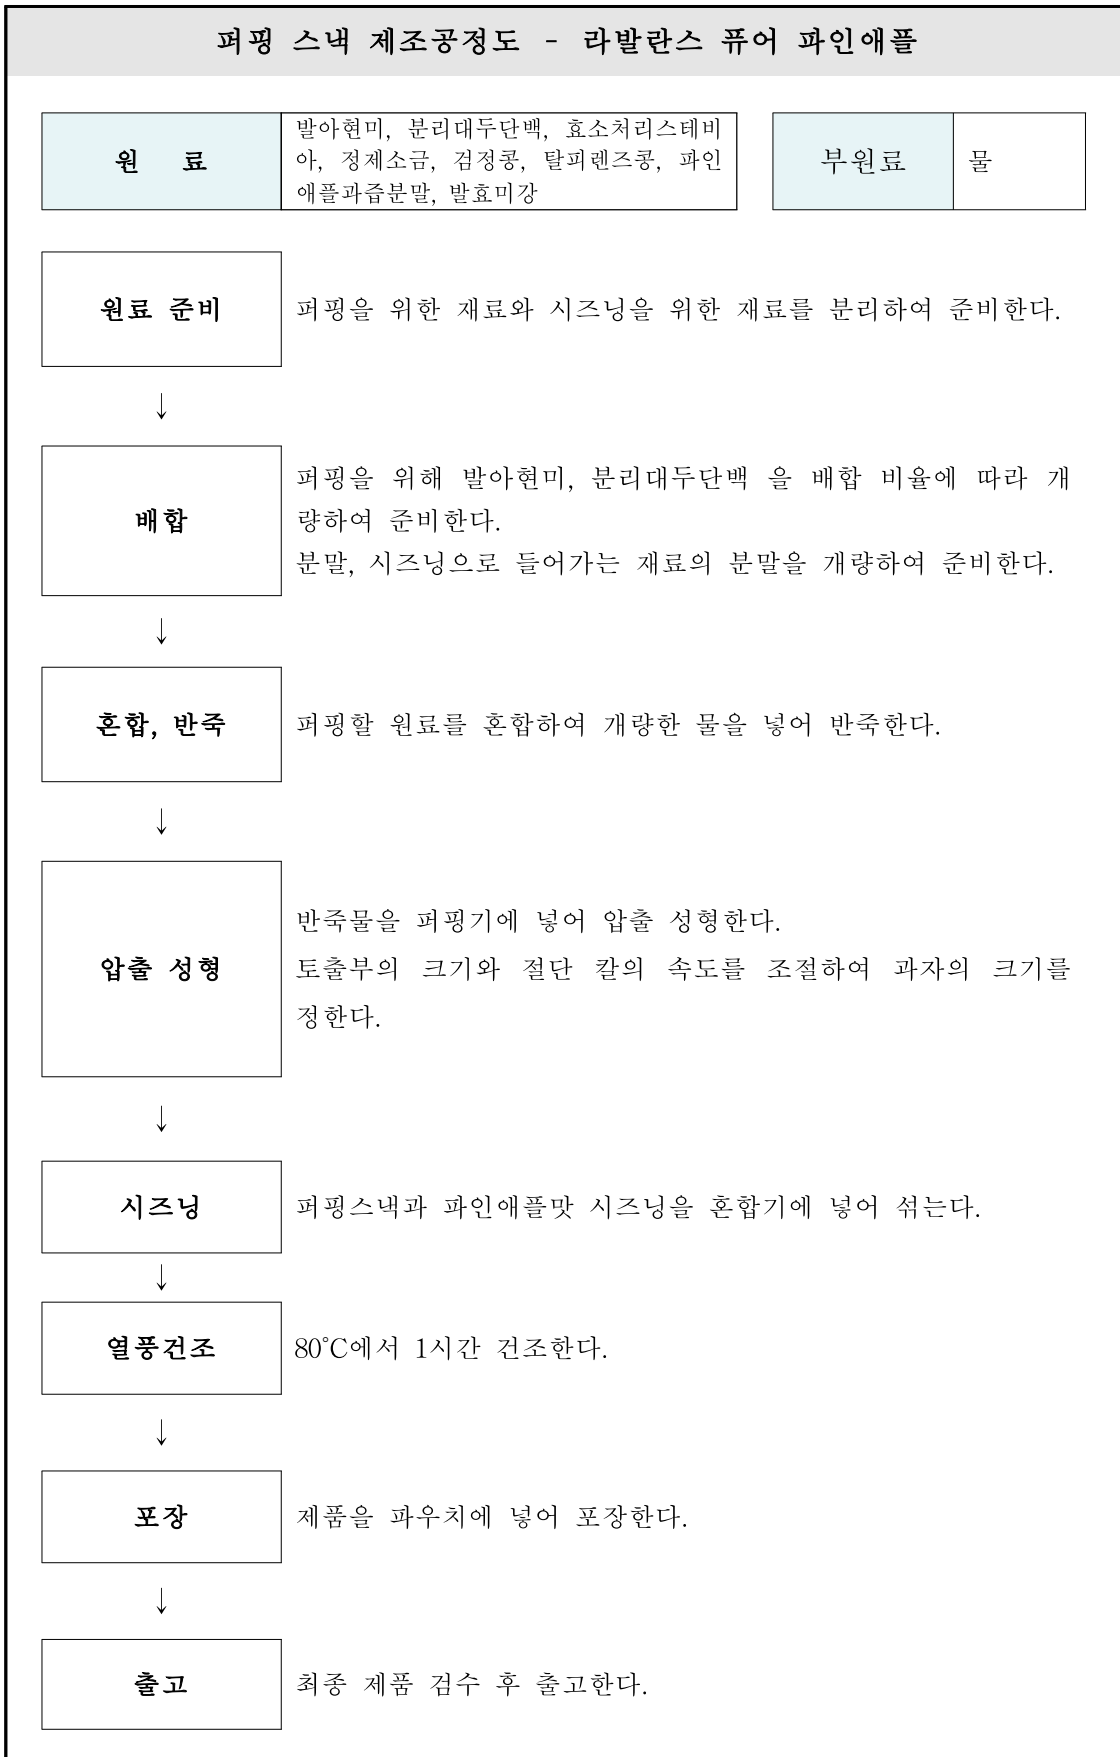 퍼핑 스낵 제조공정도 - 라발란스 퓨어 파인애플
원 료
발아현미, 분리대두단백, 효소처리스테비
아, 정제소금, 검정콩, 탈피렌즈콩, 파인
애플과즙분말, 발효미강
부원료
물
원료 준비
퍼핑을 위한 재료와 시즈닝을 위한 재료를 분리하여 준비한다.
↓
배합
퍼핑을 위해 발아현미, 분리대두단백 을 배합 비율에 따라 개
량하여 준비한다.
분말, 시즈닝으로 들어가는 재료의 분말을 개량하여 준비한다.
↓
혼합, 반죽
퍼핑할 원료를 혼합하여 개량한 물을 넣어 반죽한다.
↓
압출 성형
반죽물을 퍼핑기에 넣어 압출 성형한다.
토출부의 크기와 절단 칼의 속도를 조절하여 과자의 크기를
정한다.
↓
시즈닝
퍼핑스낵과 파인애플맛 시즈닝을 혼합기에 넣어 섞는다.
↓
열풍건조
80℃에서 1시간 건조한다.
↓
포장
제품을 파우치에 넣어 포장한다.
↓
출고
최종 제품 검수 후 출고한다.